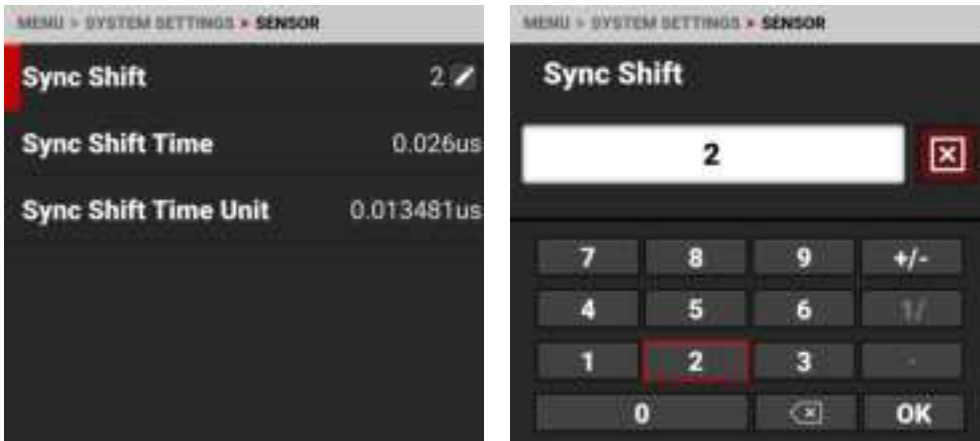 MENU > SYSTEM SETTINGS > SENSOR
Sync Shift 2
Sync Shift Time 0.026us
Sync Shift Time Unit 0.013481us
MENU > SYSTEM SETTINGS > SENSOR
Sync Shift
2
7 8 9 +/-
4 5 6 1/
1 2 3 .
0 OK